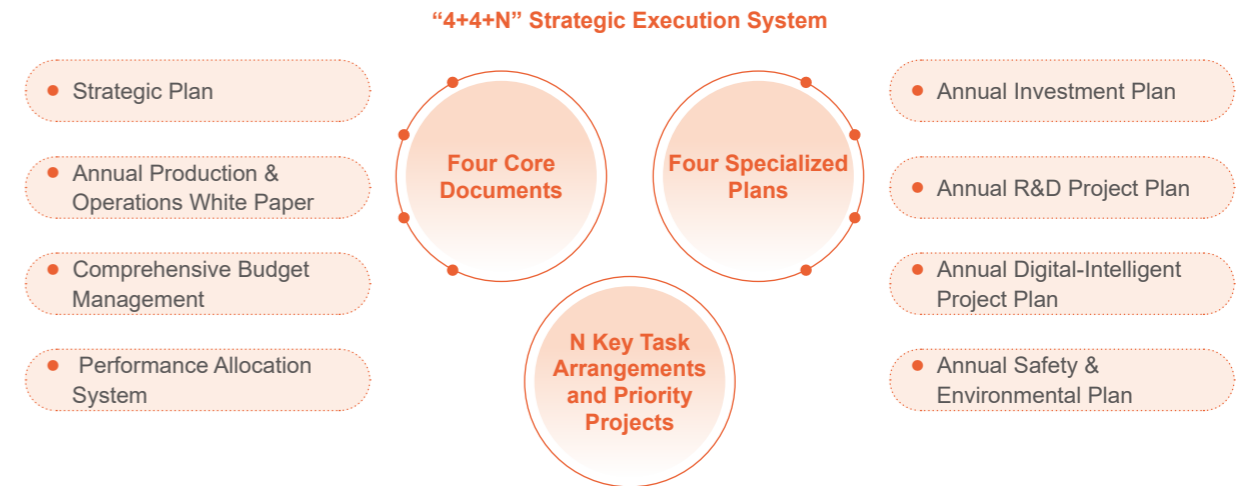 “4+4+N” Strategic Execution System
Strategic Plan
Annual Production &
Operations White Paper
Comprehensive Budget
Management
Performance Allocation
System
Four Core
Documents
Four Specialized
Plans
N Key Task
Arrangements
and Priority
Projects
Annual Investment Plan
Annual R&D Project Plan
Annual Digital-Intelligent
Project Plan
Annual Safety &
Environmental Plan